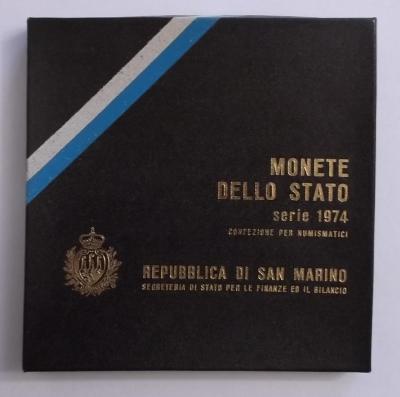 MONETE
DELLO STATO
serie 1974
CONFEZIONE PER NUMISMATICI
REPUBBLICA DI SAN MARINO
SECRETERIA DI STATO PER LE FINANZE ED IL BILANCIO